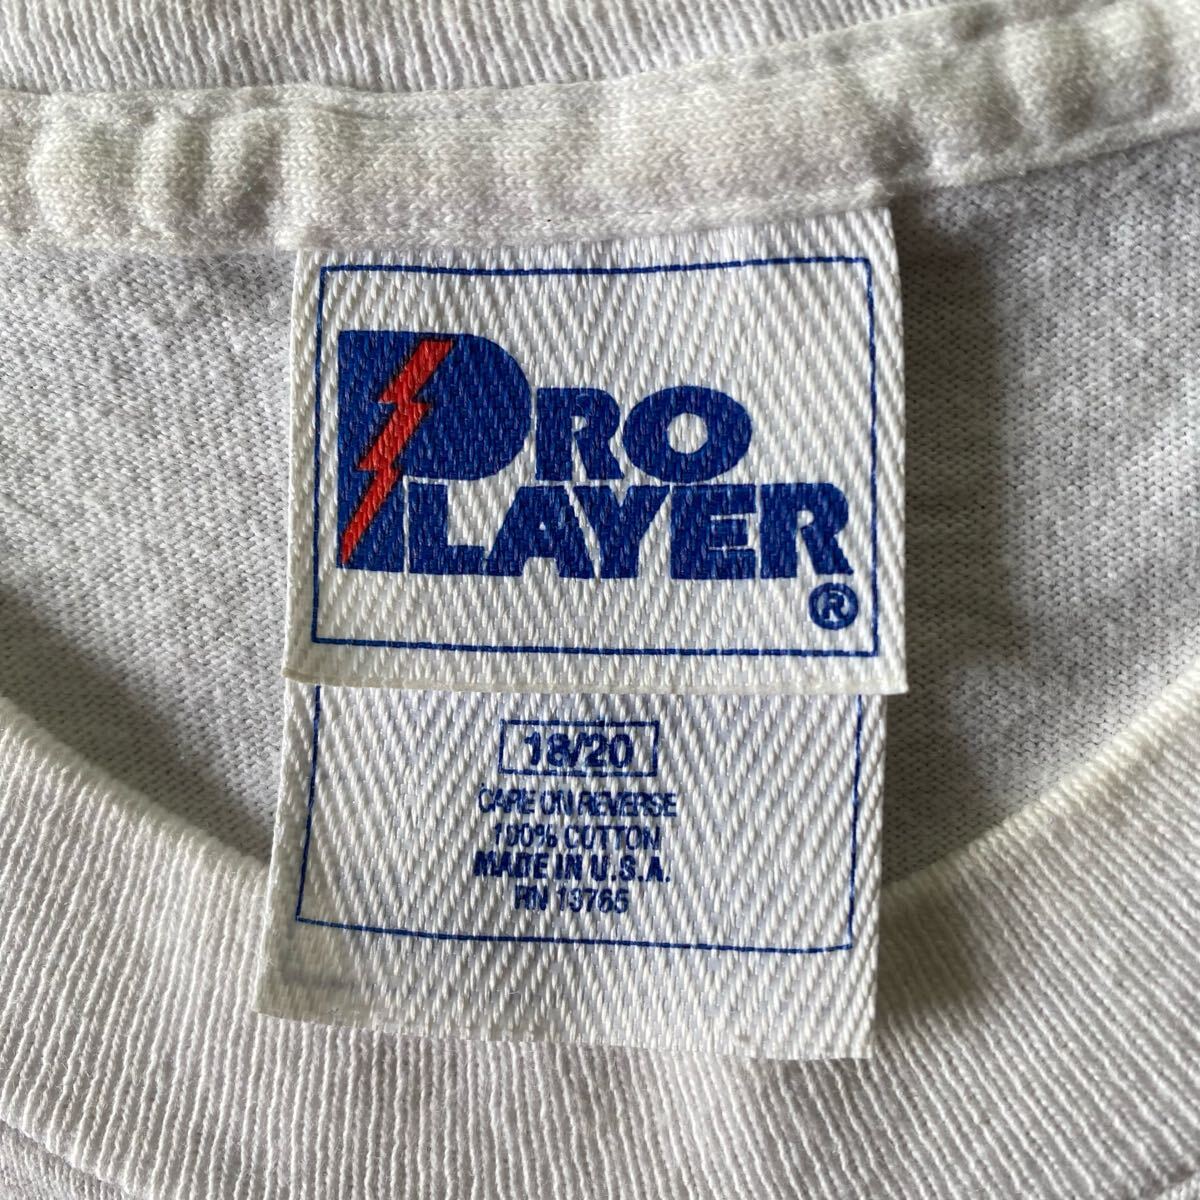 PRO
PLAYER
®
18/20
CARE ON REVERSE
100% COTTON
MADE IN U.S.A.
RN 13765